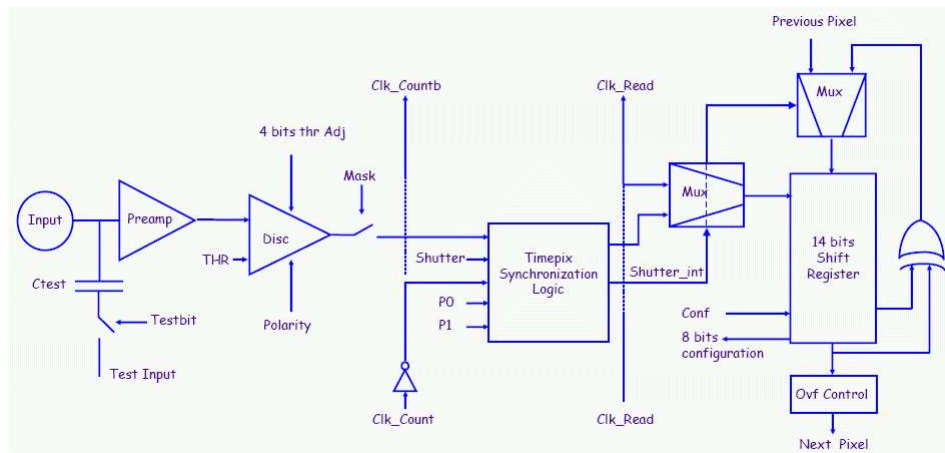 Previous Pixel
Clk_Countb
Clk_Read
Mux
4 bits thr Adj
Mask
Mux
Input
Preamp
Disc
THR
Shutter
Timepix
Synchronization
Logic
14 bits
Shift
Register
Shutter_int
Ctest
P0
P1
Conf
Testbit
Polarity
8 bits
configuration
Test Input
Ovf Control
Clk_Count
Clk_Read
Next Pixel